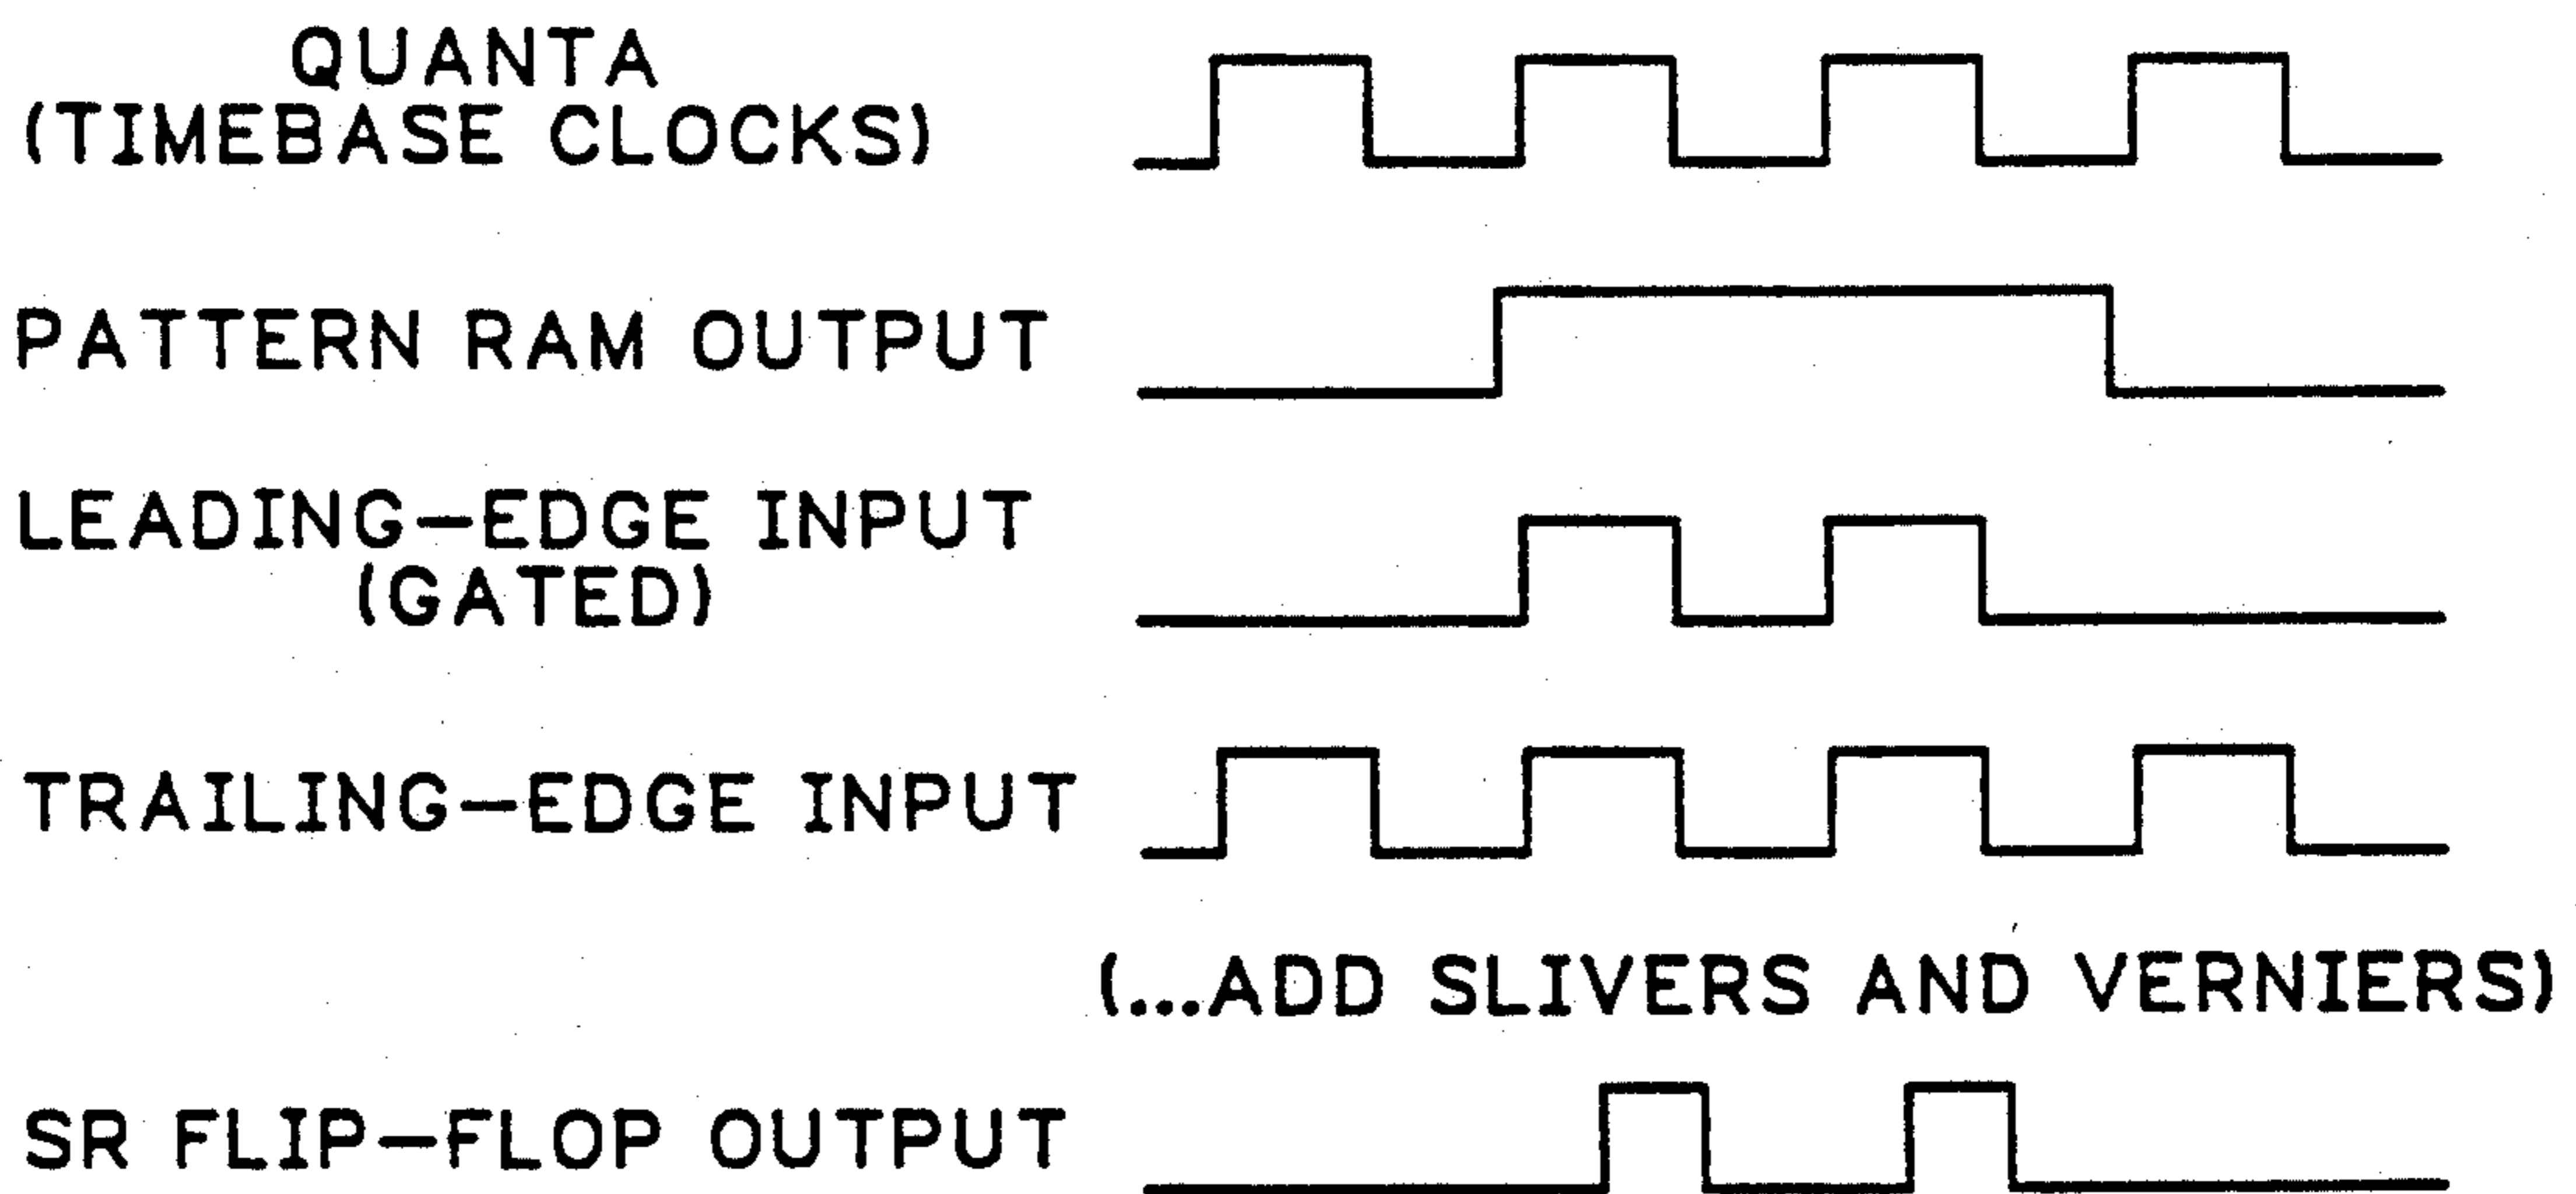 QUANTA
(TIMEBASE CLOCKS)
PATTERN RAM OUTPUT
LEADING-EDGE INPUT
(GATED)
TRAILING-EDGE INPUT
(...ADD SLIVERS AND VERNIERS)
SR FLIP-FLOP OUTPUT